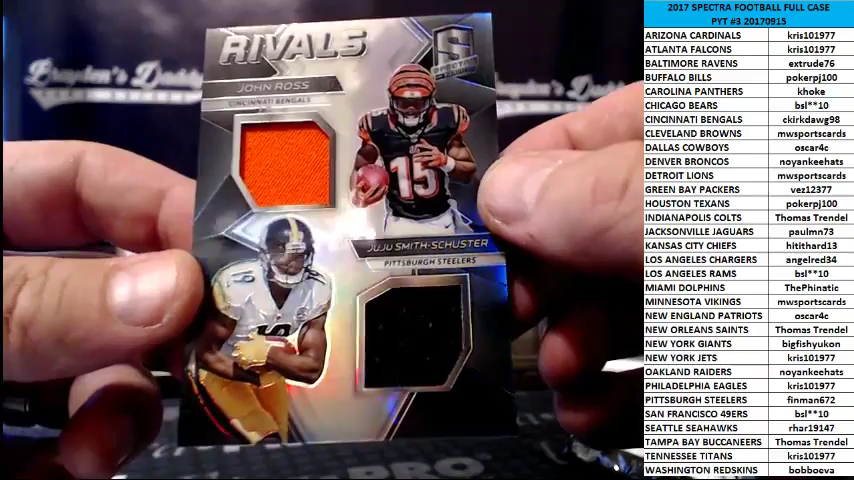 RIVALS
SPECTRA
JOHN ROSS
CINCINNATI BENGALS
15
JUJU SMITH-SCHUSTER
PITTSBURGH STEELERS
19
Brayden's Daddy
PRO
2017 SPECTRA FOOTBALL FULL CASE
PYT #3 20170915
ARIZONA CARDINALS kris101977
ATLANTA FALCONS kris101977
BALTIMORE RAVENS extrude76
BUFFALO BILLS pokerpj100
CAROLINA PANTHERS khoke
CHICAGO BEARS bsl**10
CINCINNATI BENGALS ckirkdawg98
CLEVELAND BROWNS mwsportscards
DALLAS COWBOYS oscar4c
DENVER BRONCOS noyankeehats
DETROIT LIONS mwsportscards
GREEN BAY PACKERS vez12377
HOUSTON TEXANS pokerpj100
INDIANAPOLIS COLTS Thomas Trendel
JACKSONVILLE JAGUARS paulmn73
KANSAS CITY CHIEFS hitithard13
LOS ANGELES CHARGERS angelred34
LOS ANGELES RAMS bsl**10
MIAMI DOLPHINS ThePhinatic
MINNESOTA VIKINGS mwsportscards
NEW ENGLAND PATRIOTS oscar4c
NEW ORLEANS SAINTS Thomas Trendel
NEW YORK GIANTS bigfishyukon
NEW YORK JETS kris101977
OAKLAND RAIDERS noyankeehats
PHILADELPHIA EAGLES kris101977
PITTSBURGH STEELERS finman672
SAN FRANCISCO 49ERS bsl**10
SEATTLE SEAHAWKS rhar19147
TAMPA BAY BUCCANEERS Thomas Trendel
TENNESSEE TITANS kris101977
WASHINGTON REDSKINS bobboeva